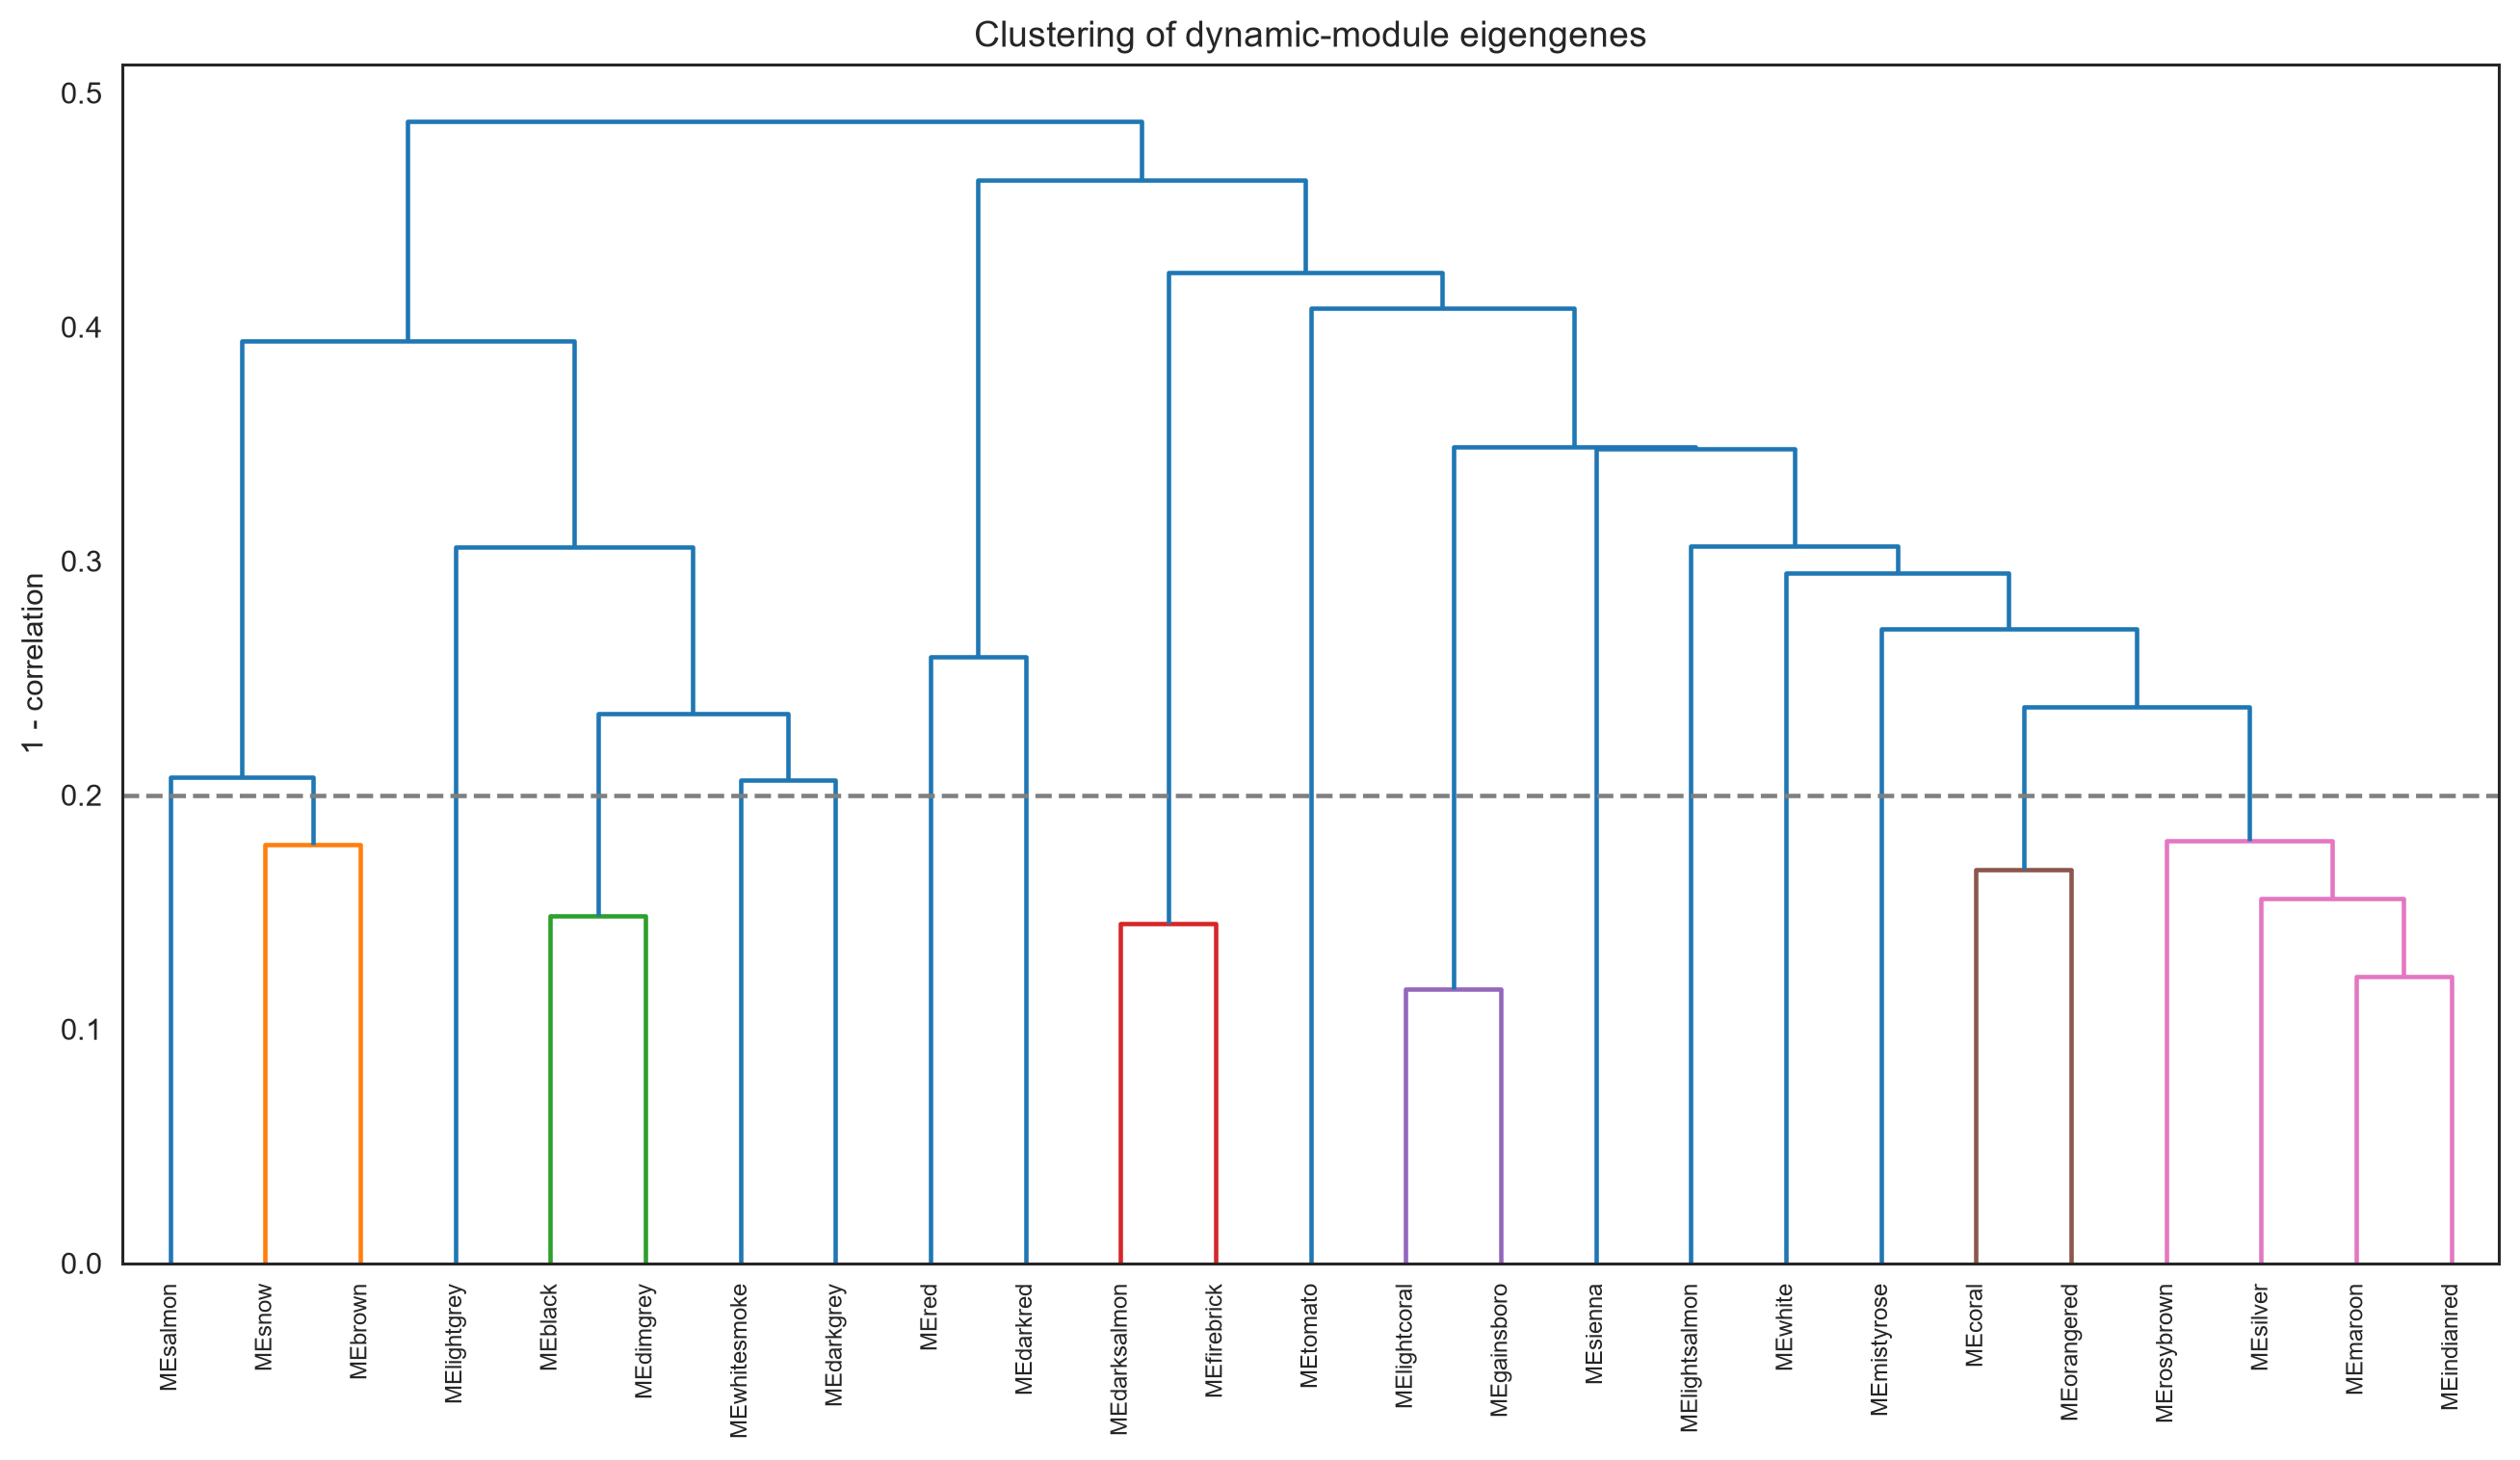 Clustering of dynamic-module eigengenes
1 - correlation
0.5
0.4
0.3
0.2
0.1
0.0
MEsalmon
MEsnow
MEbrown
MElightgrey
MEblack
MEdimgrey
MEwhitesmoke
MEdarkgrey
MEred
MEdarkred
MEdarksalmon
MEfirebrick
MEtomato
MElightcoral
MEgainsboro
MEsienna
MElightsalmon
MEwhite
MEmistyrose
MEcoral
MEorangered
MErosybrown
MEsilver
MEmaroon
MEindianred